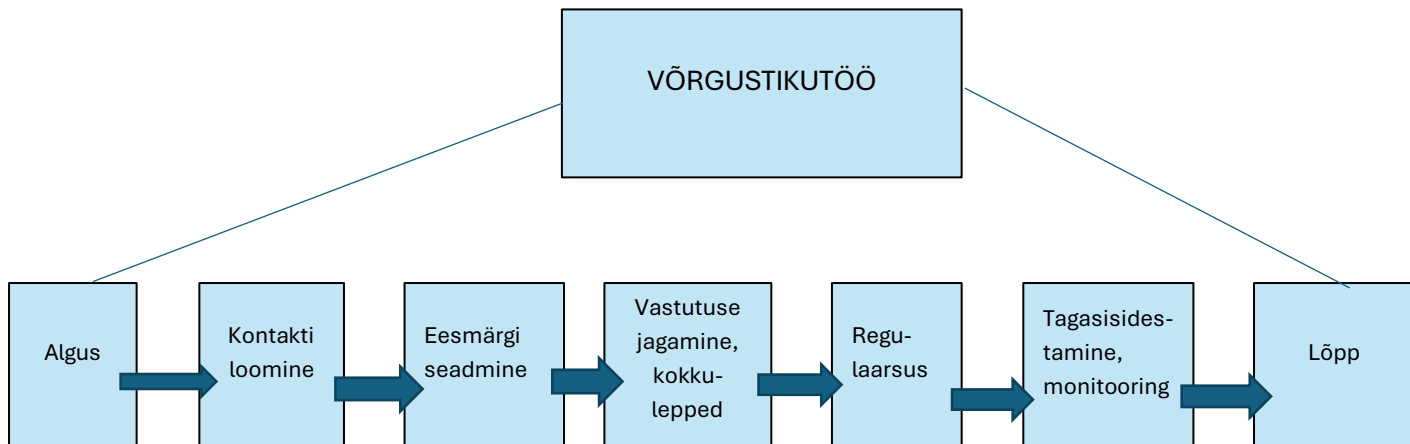 VÕRGUSTIKUTÖÖ
Algus
Kontakti
loomine
Eesmärgi
seadmine
Vastutuse
jagamine,
kokku-
lepped
Regu-
laarsus
Tagasisides-
tamine,
monitooring
Lõpp